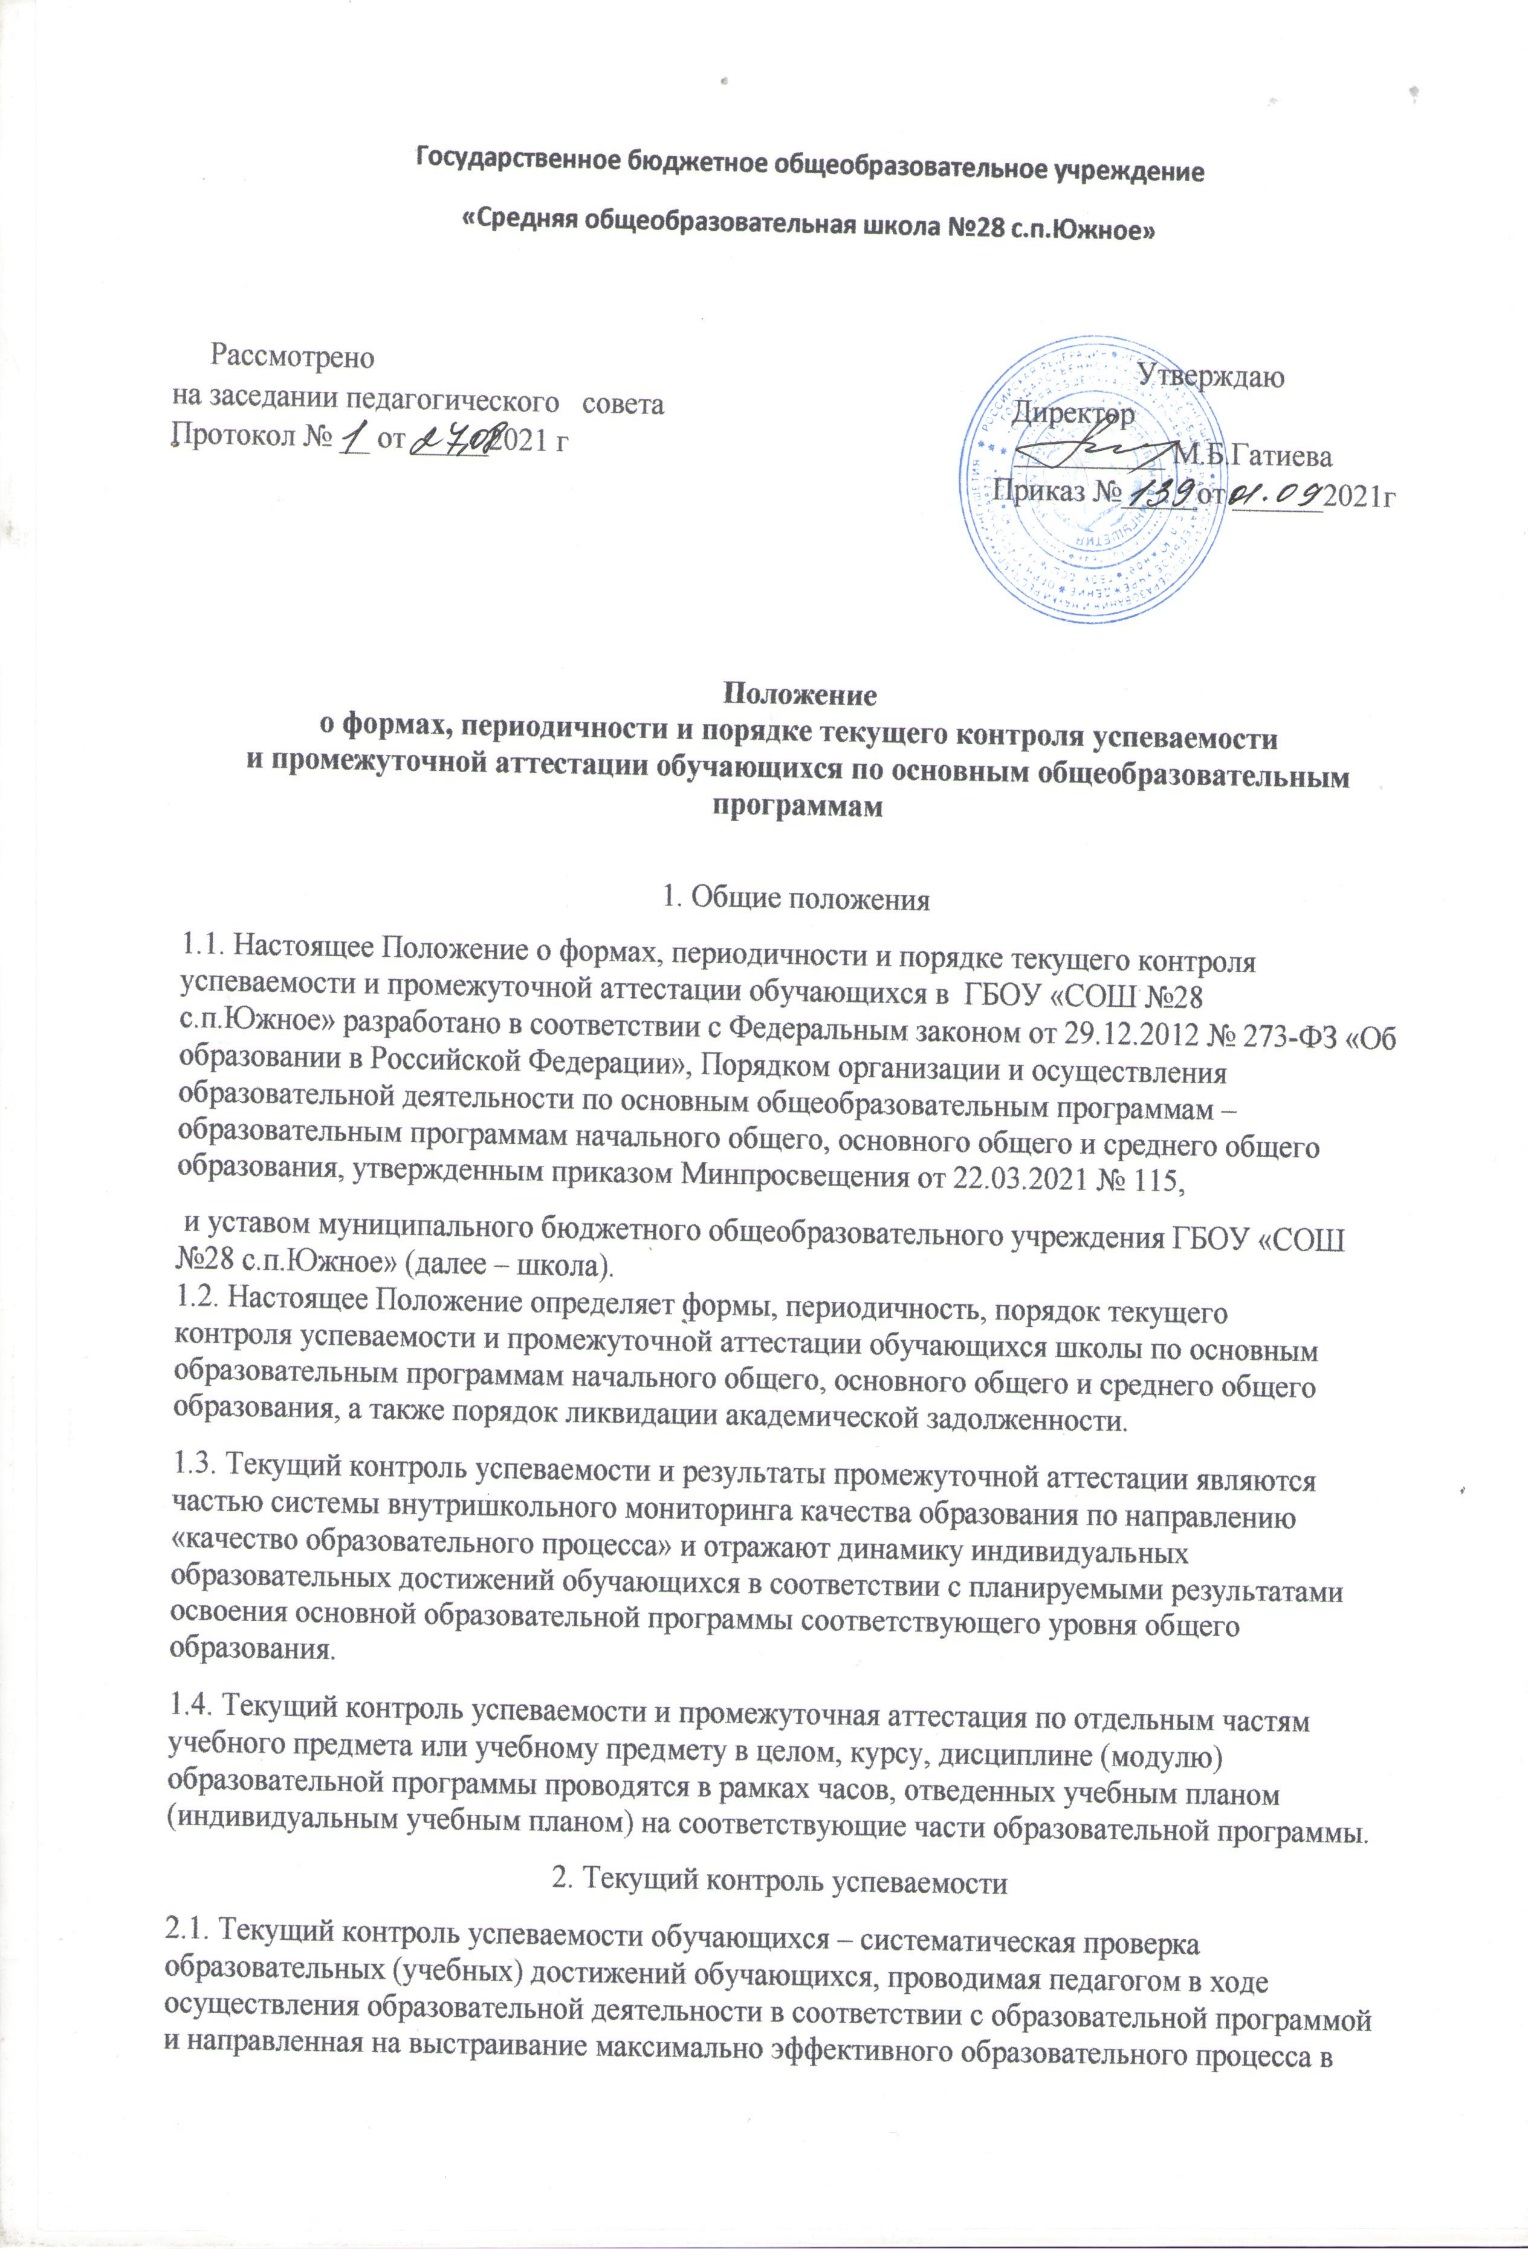 Государственное бюджетное общеобразовательное учреждение
«Средняя общеобразовательная школа №28 с.п.Южное»
Рассмотрено
на заседании педагогического совета
Протокол № 1 от 27.08 2021 г
Утверждаю
Директор
М.Б.Гатиева
Приказ № 139 от 01.09 2021г
Положение
о формах, периодичности и порядке текущего контроля успеваемости
и промежуточной аттестации обучающихся по основным общеобразовательным
программам
1. Общие положения
1.1. Настоящее Положение о формах, периодичности и порядке текущего контроля
успеваемости и промежуточной аттестации обучающихся в ГБОУ «СОШ №28
с.п.Южное» разработано в соответствии с Федеральным законом от 29.12.2012 № 273-ФЗ «Об
образовании в Российской Федерации», Порядком организации и осуществления
образовательной деятельности по основным общеобразовательным программам –
образовательным программам начального общего, основного общего и среднего общего
образования, утвержденным приказом Минпросвещения от 22.03.2021 № 115,
и уставом муниципального бюджетного общеобразовательного учреждения ГБОУ «СОШ
№28 с.п.Южное» (далее – школа).
1.2. Настоящее Положение определяет формы, периодичность, порядок текущего
контроля успеваемости и промежуточной аттестации обучающихся школы по основным
образовательным программам начального общего, основного общего и среднего общего
образования, а также порядок ликвидации академической задолженности.
1.3. Текущий контроль успеваемости и результаты промежуточной аттестации являются
частью системы внутришкольного мониторинга качества образования по направлению
«качество образовательного процесса» и отражают динамику индивидуальных
образовательных достижений обучающихся в соответствии с планируемыми результатами
освоения основной образовательной программы соответствующего уровня общего
образования.
1.4. Текущий контроль успеваемости и промежуточная аттестация по отдельным частям
учебного предмета или учебному предмету в целом, курсу, дисциплине (модулю)
образовательной программы проводятся в рамках часов, отведенных учебным планом
(индивидуальным учебным планом) на соответствующие части образовательной программы.
2. Текущий контроль успеваемости
2.1. Текущий контроль успеваемости обучающихся – систематическая проверка
образовательных (учебных) достижений обучающихся, проводимая педагогом в ходе
осуществления образовательной деятельности в соответствии с образовательной программой
и направленная на выстраивание максимально эффективного образовательного процесса в